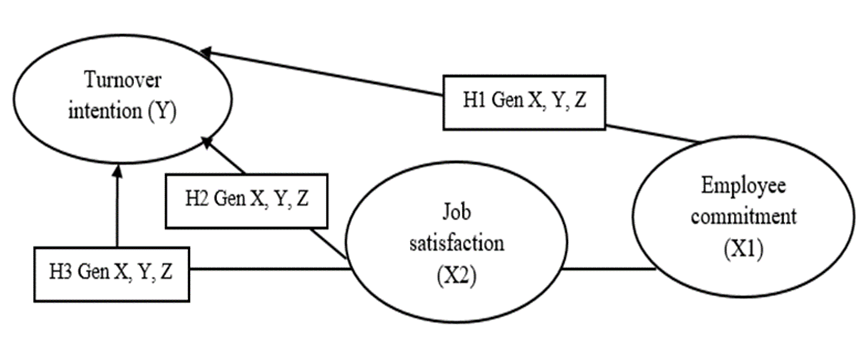 Turnover
intention (Y)
H1 Gen X, Y, Z
H2 Gen X, Y, Z
Job
satisfaction
(X2)
Employee
commitment
(X1)
H3 Gen X, Y, Z